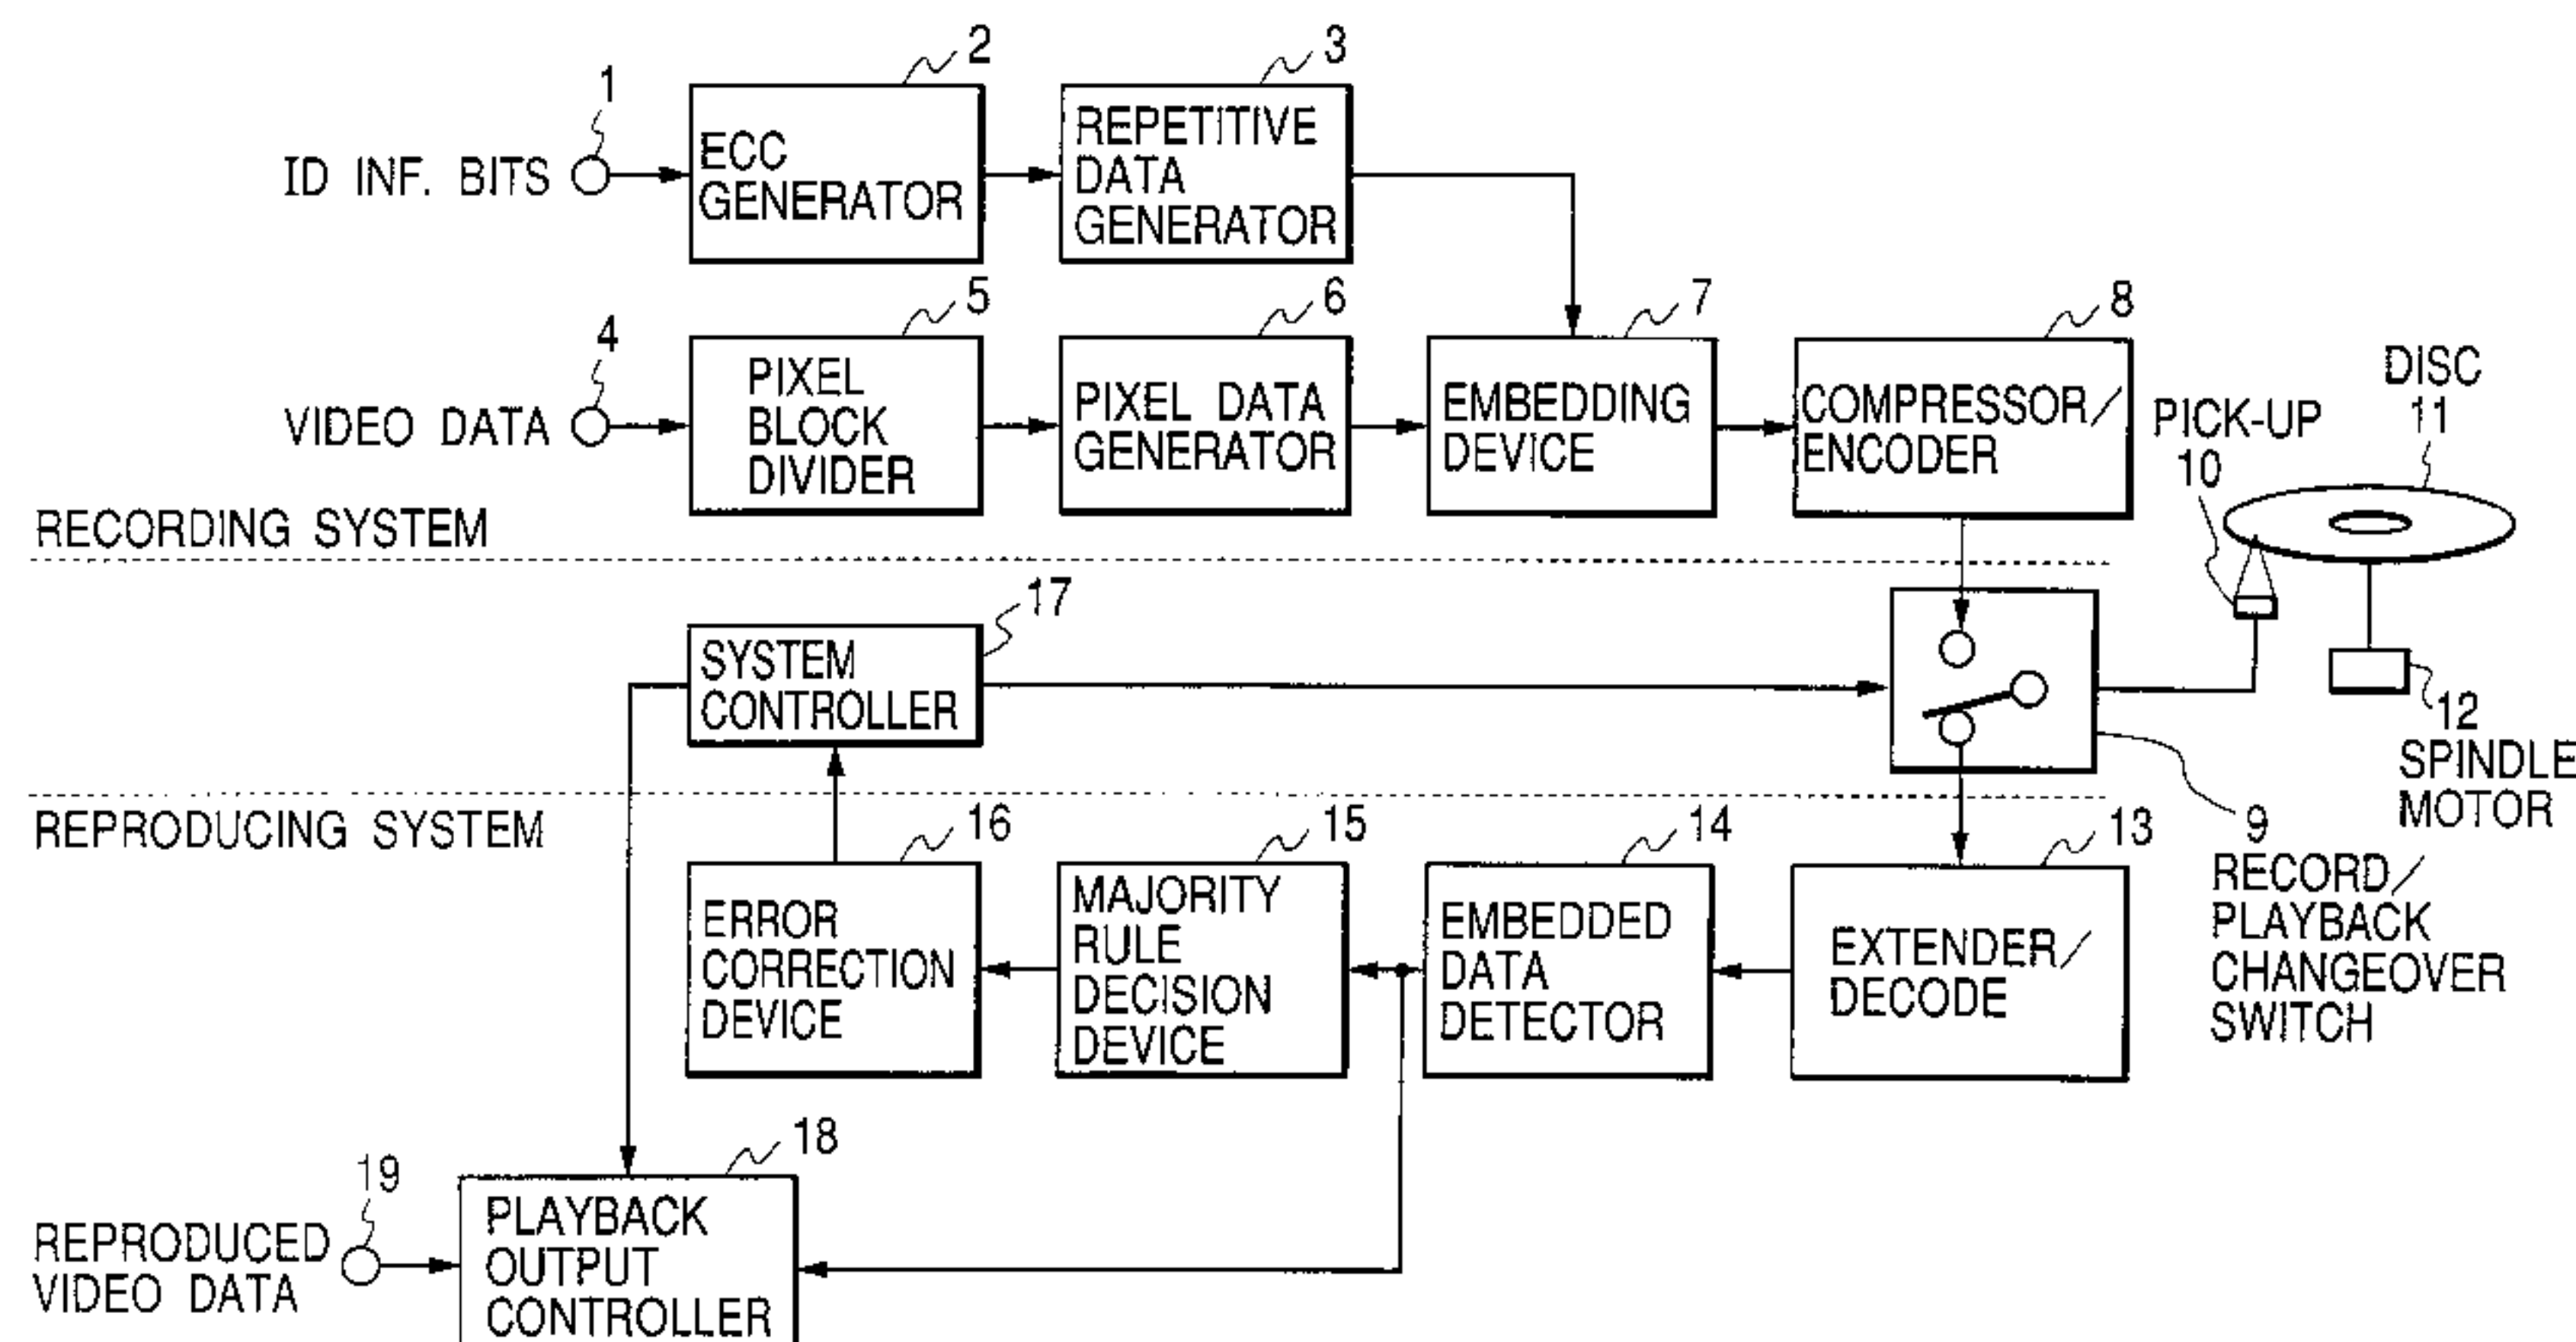 1
2
3
ID INF. BITS
ECC
GENERATOR
REPETITIVE
DATA
GENERATOR
4
5
6
7
8
VIDEO DATA
PIXEL
BLOCK
DIVIDER
PIXEL DATA
GENERATOR
EMBEDDING
DEVICE
COMPRESSOR/
ENCODER
PICK-UP
10
DISC
11
RECORDING SYSTEM
17
SYSTEM
CONTROLLER
12
SPINDLE
MOTOR
9
RECORD/
PLAYBACK
CHANGEOVER
SWITCH
REPRODUCING SYSTEM
16
15
14
13
ERROR
CORRECTION
DEVICE
MAJORITY
RULE
DECISION
DEVICE
EMBEDDED
DATA
DETECTOR
EXTENDER/
DECODE
18
19
REPRODUCED
VIDEO DATA
PLAYBACK
OUTPUT
CONTROLLER